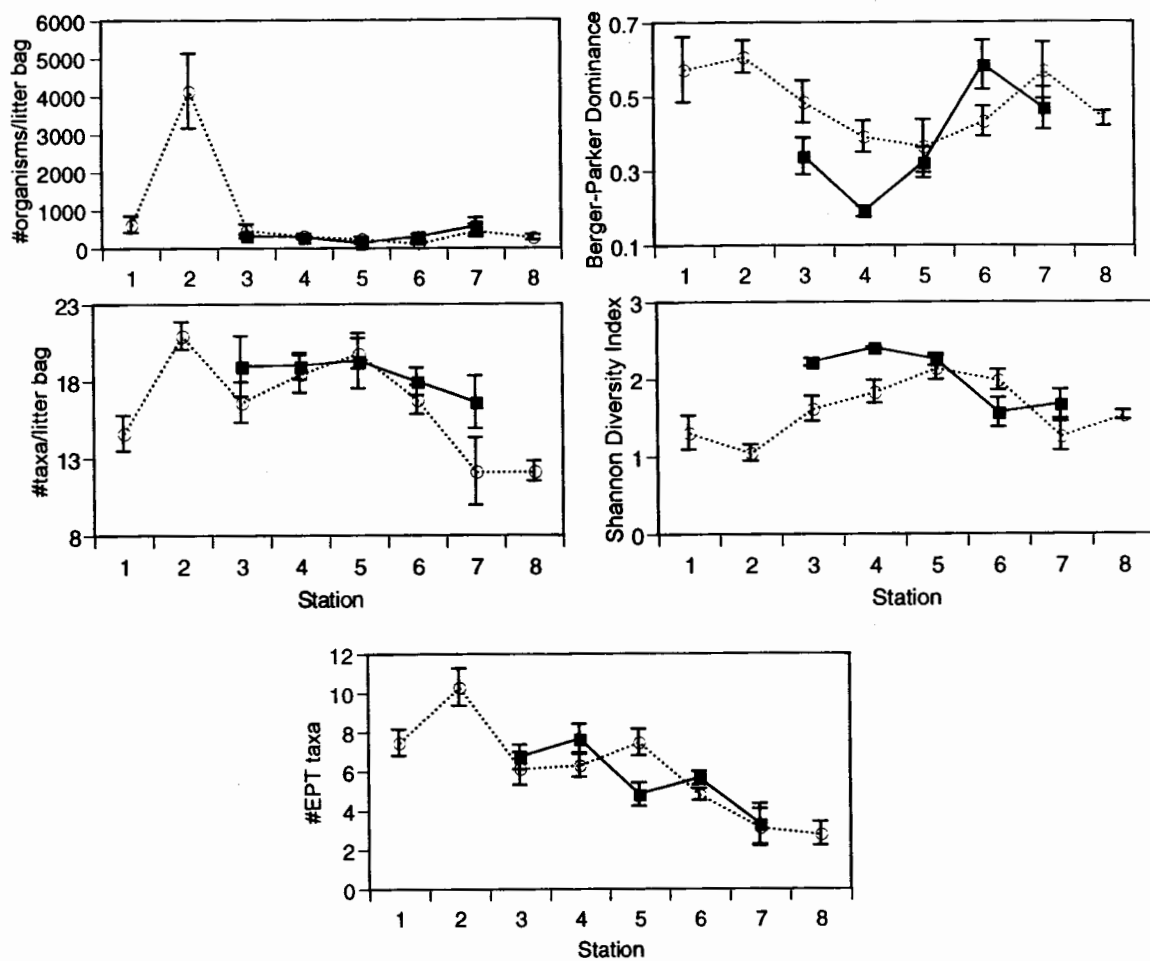 #organisms/litter bag
6000
5000
4000
3000
2000
1000
0
1 2 3 4 5 6 7 8
Berger-Parker Dominance
0.7
0.5
0.3
0.1
1 2 3 4 5 6 7 8
#taxa/litter bag
23
18
13
8
1 2 3 4 5 6 7 8
Station
Shannon Diversity Index
3
2
1
0
1 2 3 4 5 6 7 8
Station
#EPT taxa
12
10
8
6
4
2
0
1 2 3 4 5 6 7 8
Station